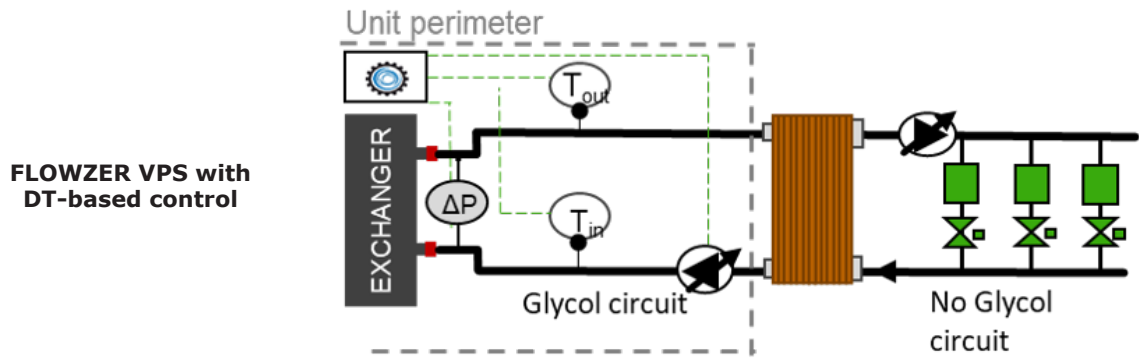 Unit perimeter
FLOWZER VPS with
DT-based control
EXCHANGER
Tout
ΔP
Tin
Glycol circuit
No Glycol
circuit